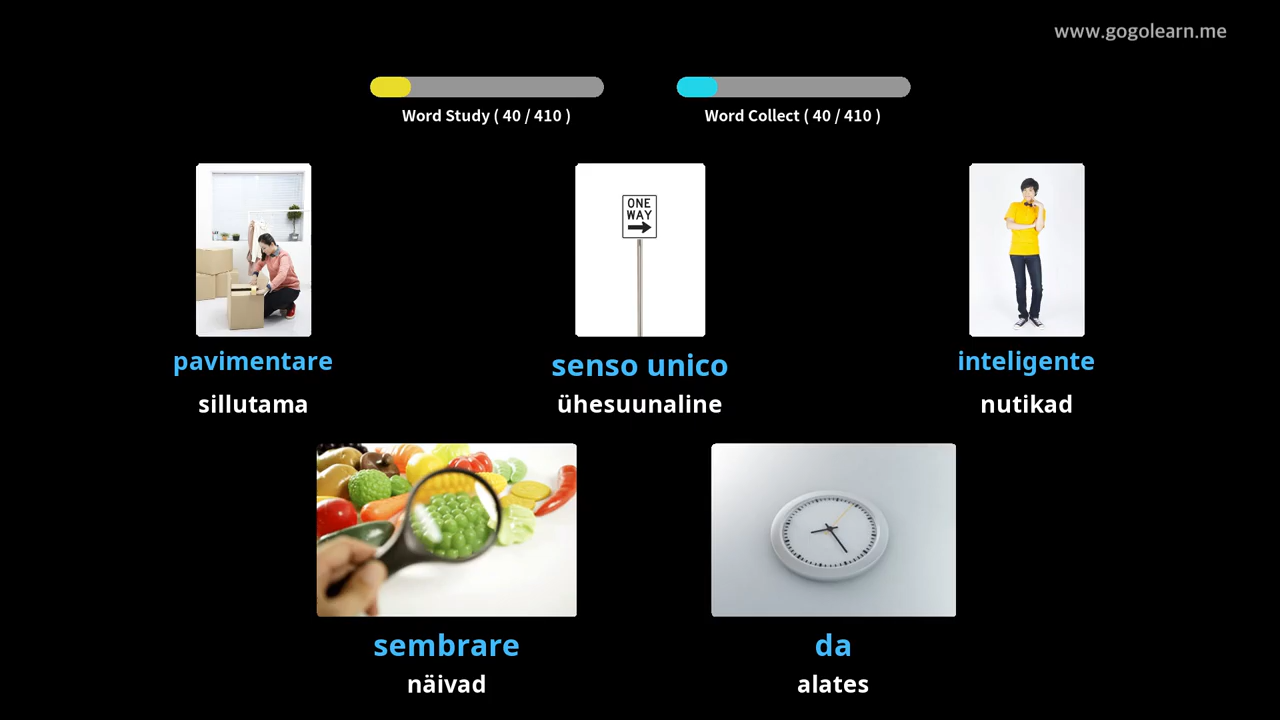 www.gogolearn.me
Word Study ( 40 / 410 )
Word Collect ( 40 / 410 )
ONE
WAY
pavimentare
senso unico
inteligente
sillutama
ühesuunaline
nutikad
sembrare
da
näivad
alates